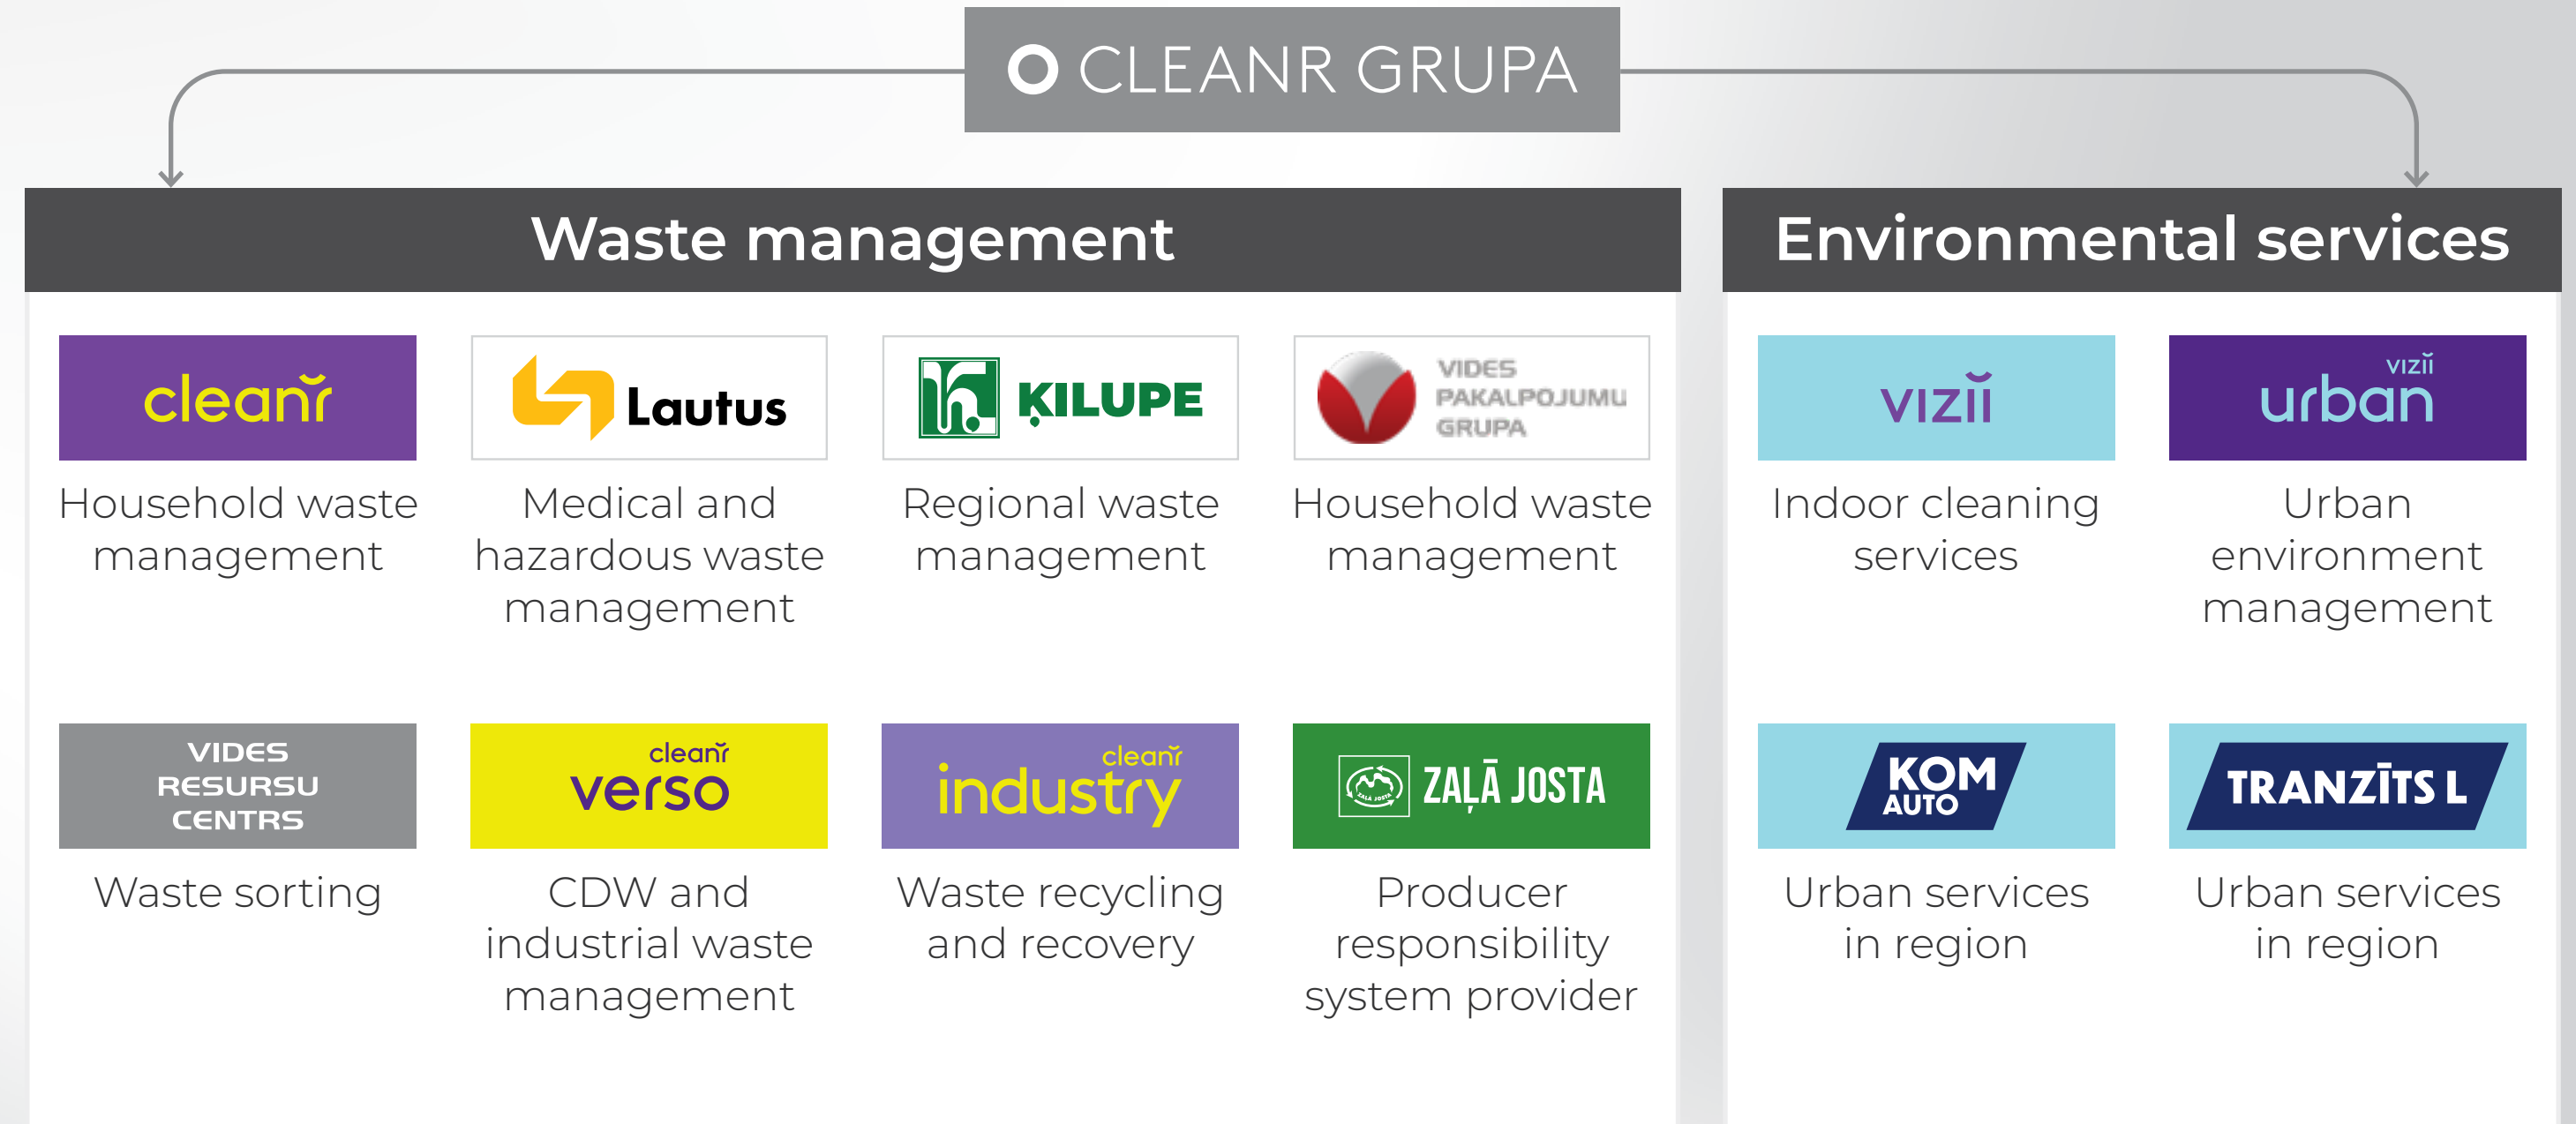 CLEANR GRUPA
Waste management
cleanr
Household waste
management
Lautus
Medical and
hazardous waste
management
ĶILUPE
Regional waste
management
VIDES
PAKALPOJUMU
GRUPA
Household waste
management
VIDES
RESURSU
CENTRS
Waste sorting
cleanr
verso
CDW and
industrial waste
management
cleanr
industry
Waste recycling
and recovery
ZAĻĀ JOSTA
ZAĻĀ JOSTA
Producer
responsibility
system provider
Environmental services
vizii
Indoor cleaning
services
vizii
urban
Urban
environment
management
KOM
AUTO
Urban services
in region
TRANZĪTS L
Urban services
in region